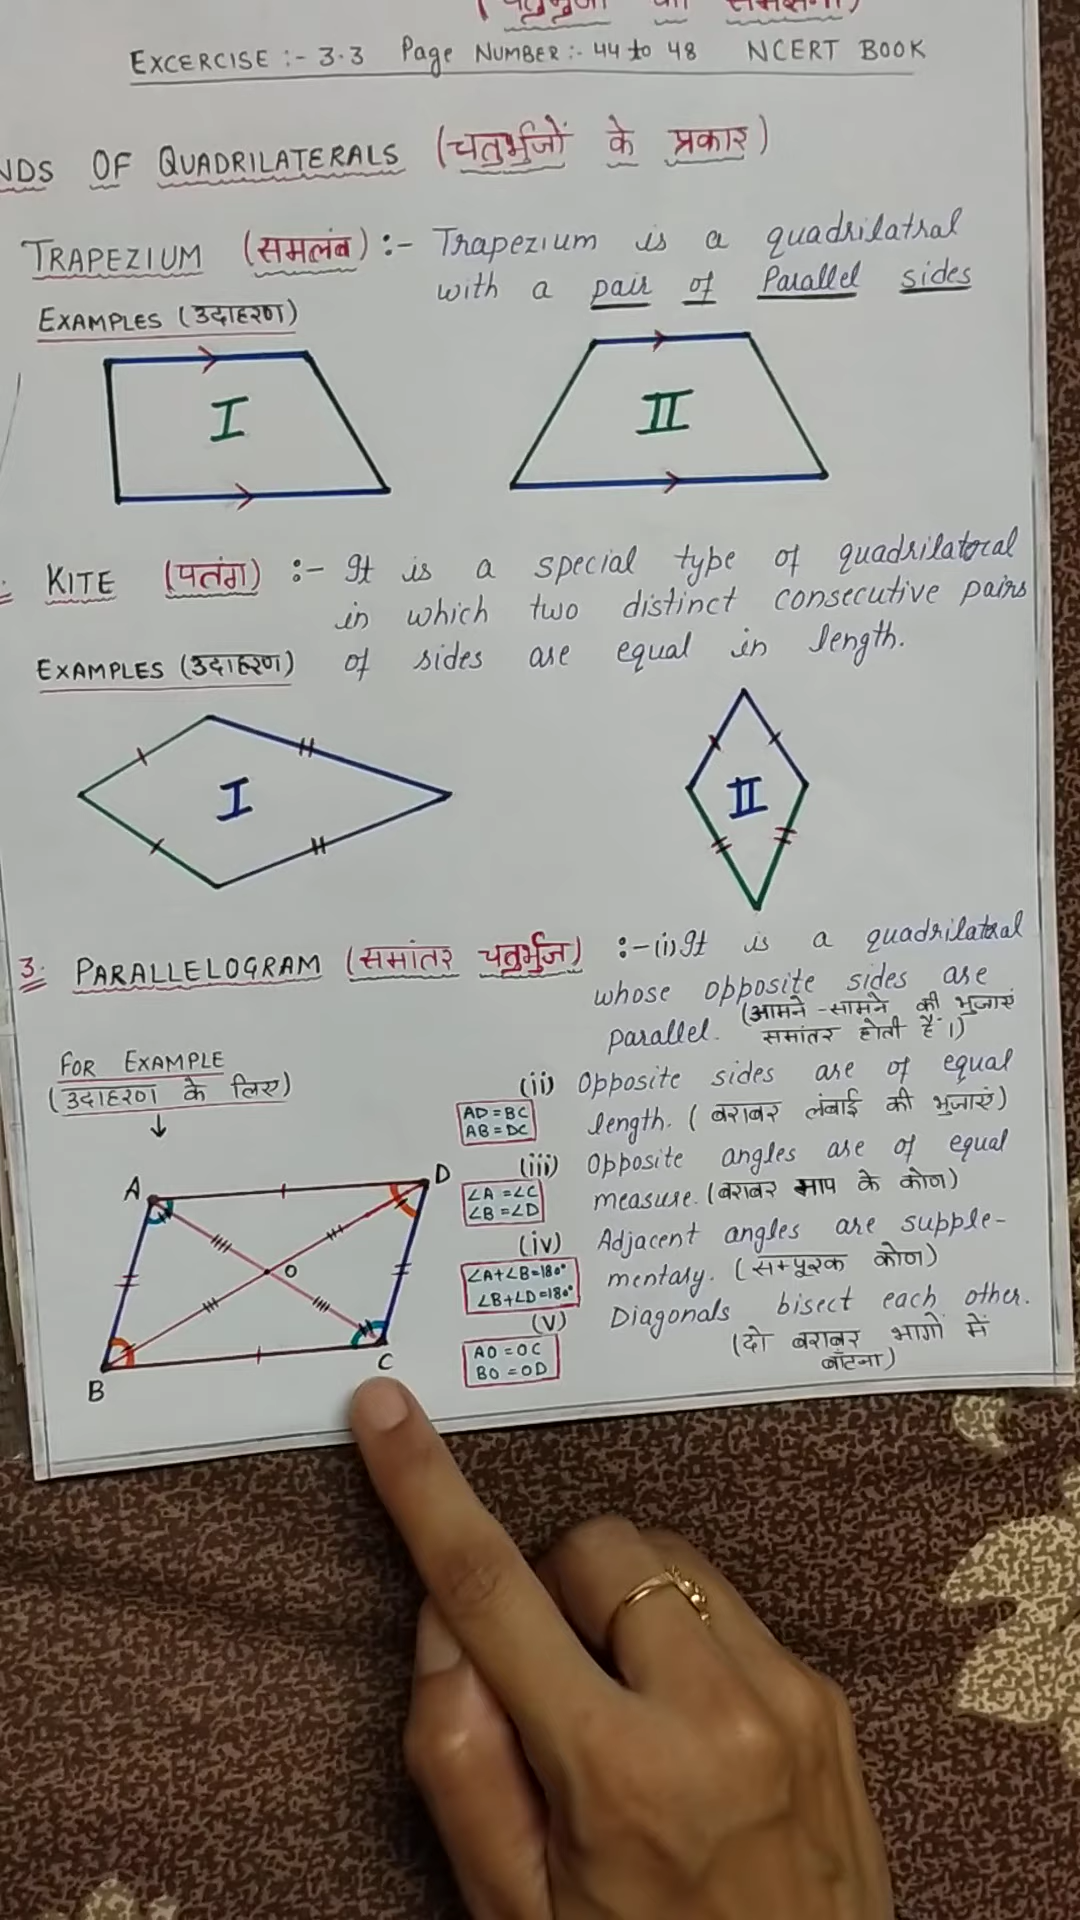 (चतुर्भुजों को समझना)
EXCERCISE :- 3.3 Page NUMBER:- 44 to 48 NCERT BOOK
NDS OF QUADRILATERALS (चतुर्भुजों के प्रकार)
TRAPEZIUM (समलंब) :- Trapezium is a quadrilatral
with a pair of Parallel sides
EXAMPLES (उदाहरण)
I
II
KITE (पतंग) :- It is a special type of quadrilateral
in which two distinct consecutive pairs
EXAMPLES (उदाहरण) of sides are equal in length.
I
II
3. PARALLELOGRAM (समांतर चतुर्भुज) :- (i) It is a quadrilateral
whose opposite sides are
parallel. (आमने - सामने की भुजाएं
समांतर होती हैं।)
FOR EXAMPLE
(उदाहरण के लिए)
(ii) Opposite sides are of equal
AD = BC
AB = DC
length. (बराबर लंबाई की भुजाएं)
(iii) Opposite angles are of equal
∠A = ∠C
∠B = ∠D
measure. (बराबर माप के कोण)
(iv) Adjacent angles are supple-
∠A+∠B=180°
∠B+∠D=180°
mentary. (सम्पूरक कोण)
(v) Diagonals bisect each other.
AO = OC
BO = OD
(दो बराबर भागों में
बाँटना)
A
D
O
B
C